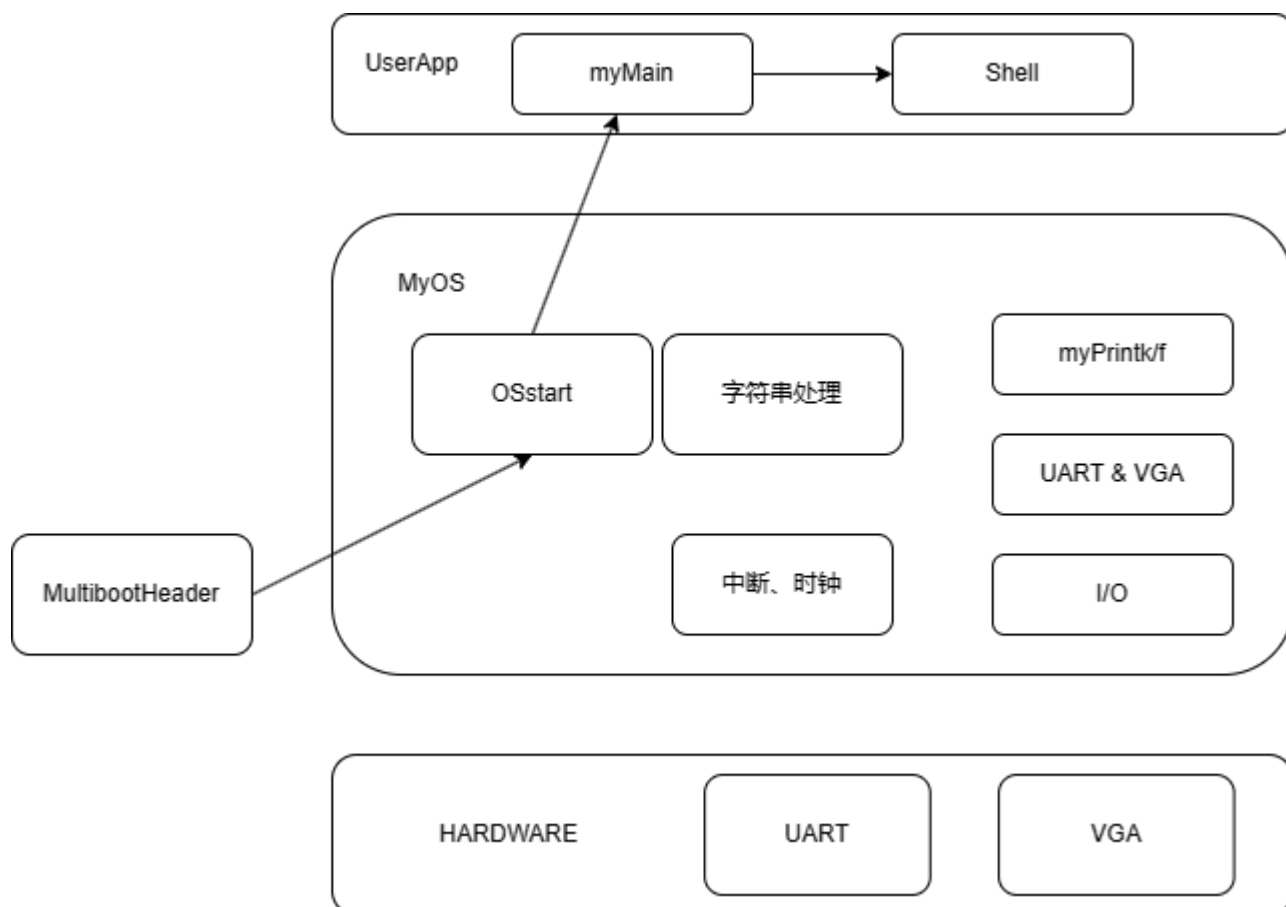 UserApp
myMain
Shell
MyOS
OSstart
字符串处理
myPrintk/f
UART & VGA
MultibootHeader
中断、时钟
I/O
HARDWARE
UART
VGA